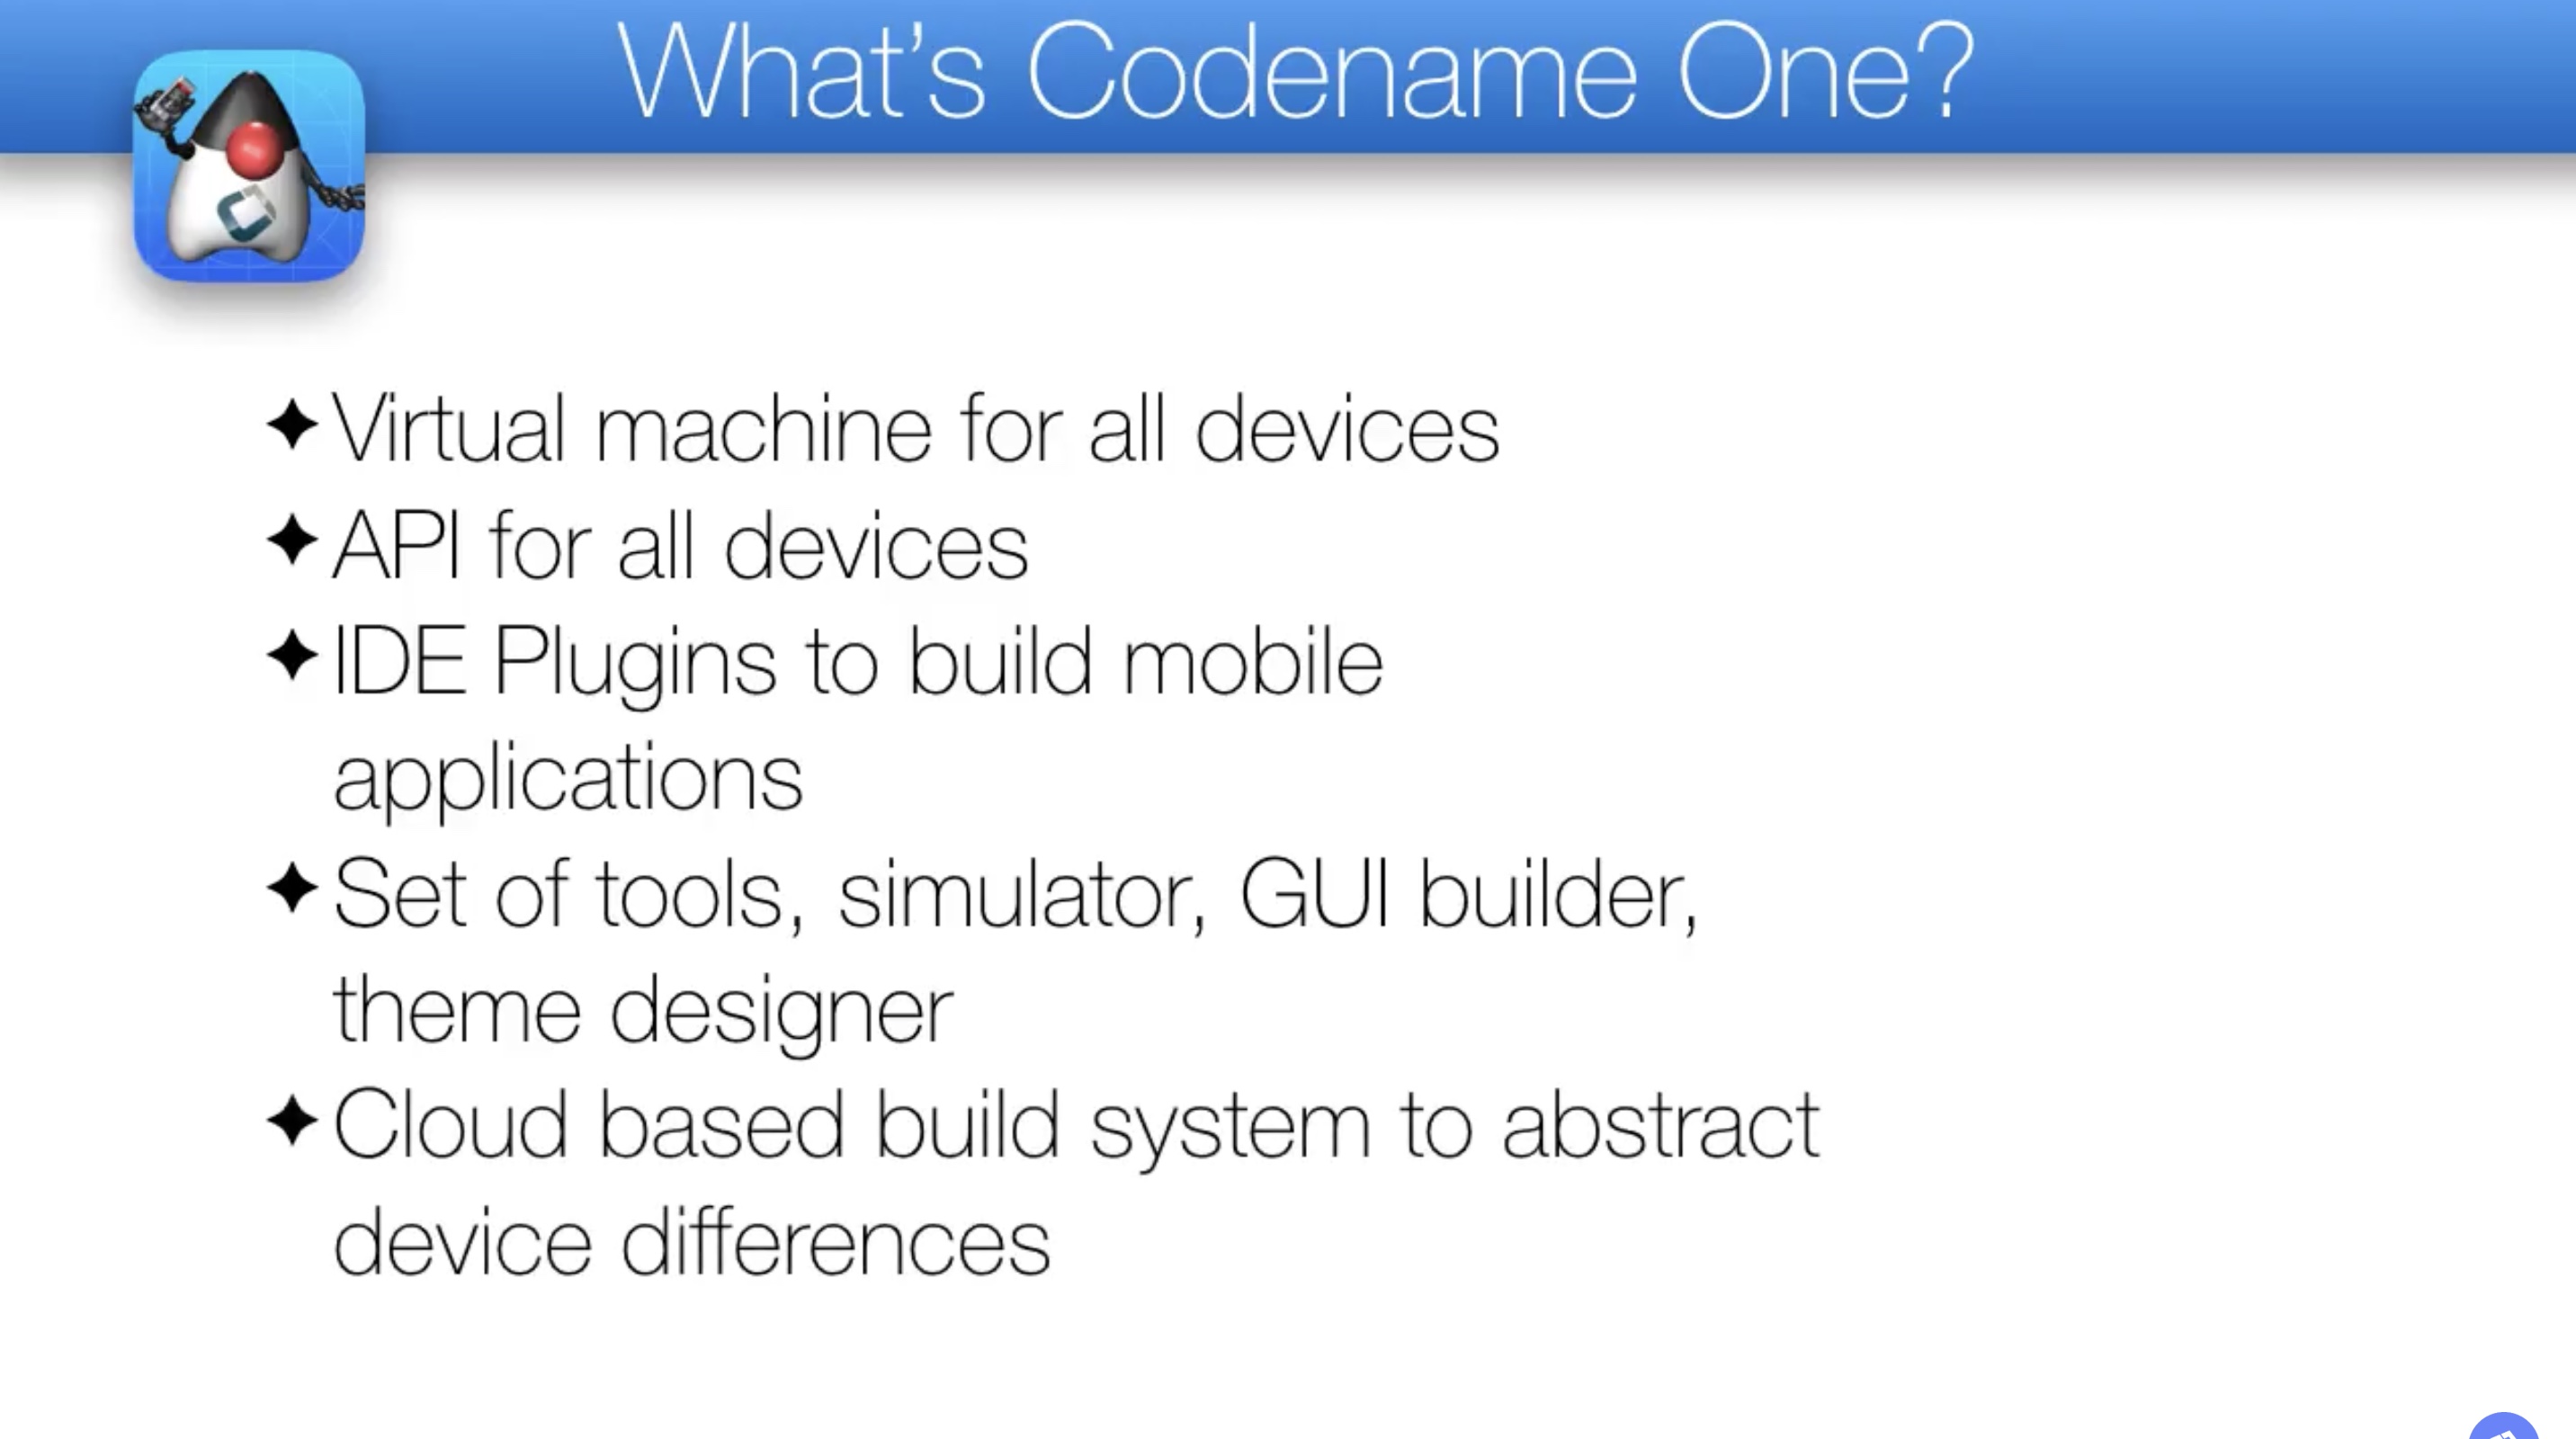 What’s Codename One?
✦Virtual machine for all devices
✦API for all devices
✦IDE Plugins to build mobile
applications
✦Set of tools, simulator, GUI builder,
theme designer
✦Cloud based build system to abstract
device differences